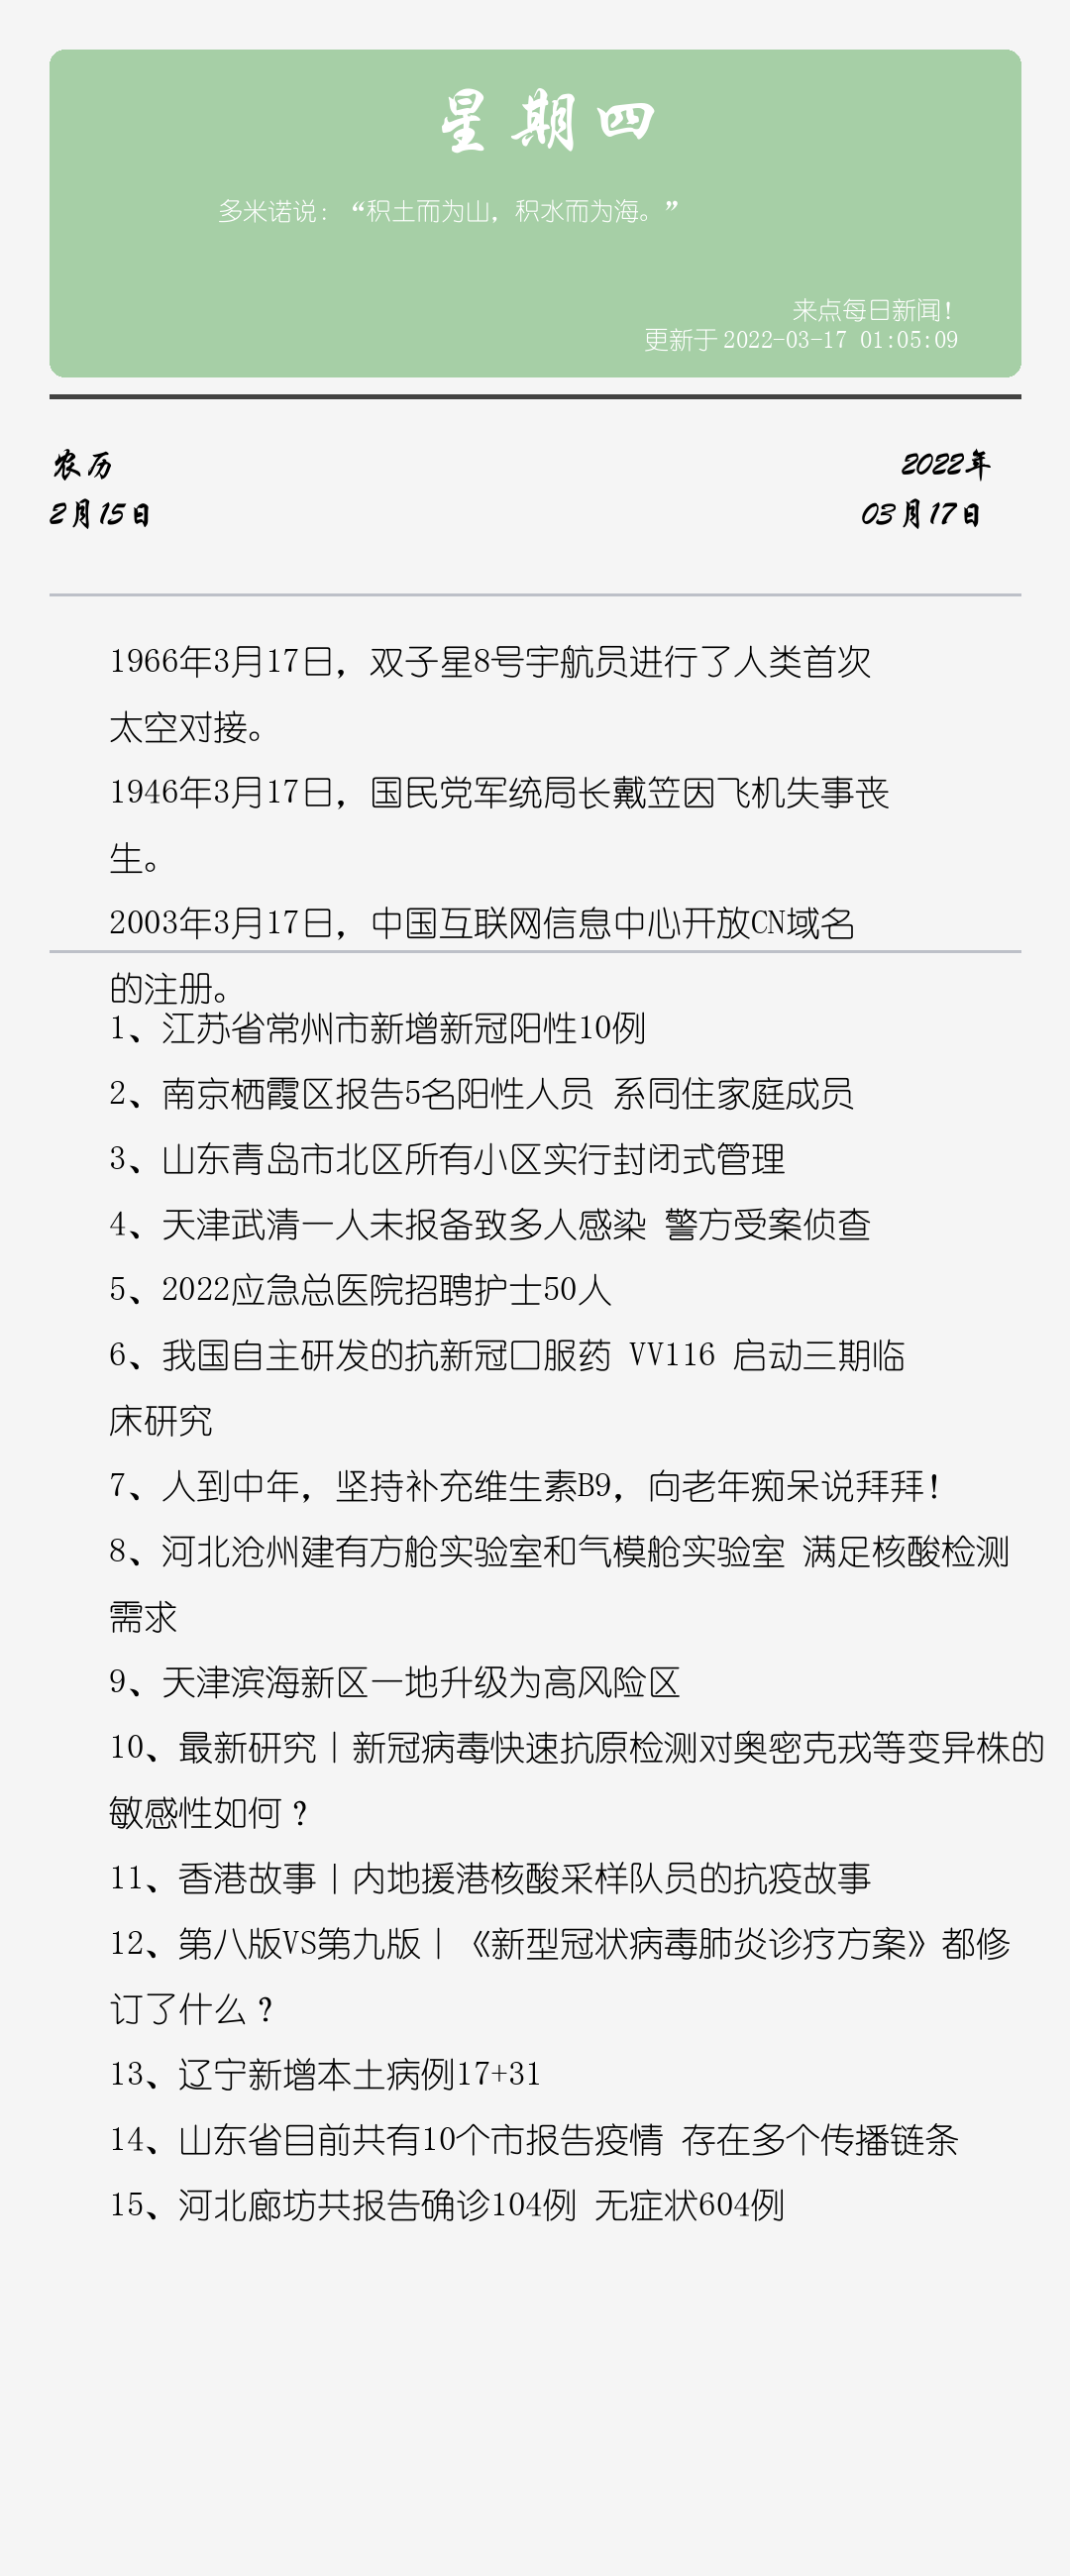 星期四
多米诺说：“积土而为山，积水而为海。”
来点每日新闻！
更新于 2022-03-17 01:05:09
农历
2022年
2月15日
03月17日
1966年3月17日，双子星8号宇航员进行了人类首次
太空对接。
1946年3月17日，国民党军统局长戴笠因飞机失事丧
生。
2003年3月17日，中国互联网信息中心开放CN域名
的注册。
1、江苏省常州市新增新冠阳性10例
2、南京栖霞区报告5名阳性人员 系同住家庭成员
3、山东青岛市北区所有小区实行封闭式管理
4、天津武清一人未报备致多人感染 警方受案侦查
5、2022应急总医院招聘护士50人
6、我国自主研发的抗新冠口服药 VV116 启动三期临
床研究
7、人到中年，坚持补充维生素B9，向老年痴呆说拜拜！
8、河北沧州建有方舱实验室和气模舱实验室 满足核酸检测
需求
9、天津滨海新区一地升级为高风险区
10、最新研究丨新冠病毒快速抗原检测对奥密克戎等变异株的
敏感性如何？
11、香港故事丨内地援港核酸采样队员的抗疫故事
12、第八版VS第九版丨《新型冠状病毒肺炎诊疗方案》都修
订了什么？
13、辽宁新增本土病例17+31
14、山东省目前共有10个市报告疫情 存在多个传播链条
15、河北廊坊共报告确诊104例 无症状604例